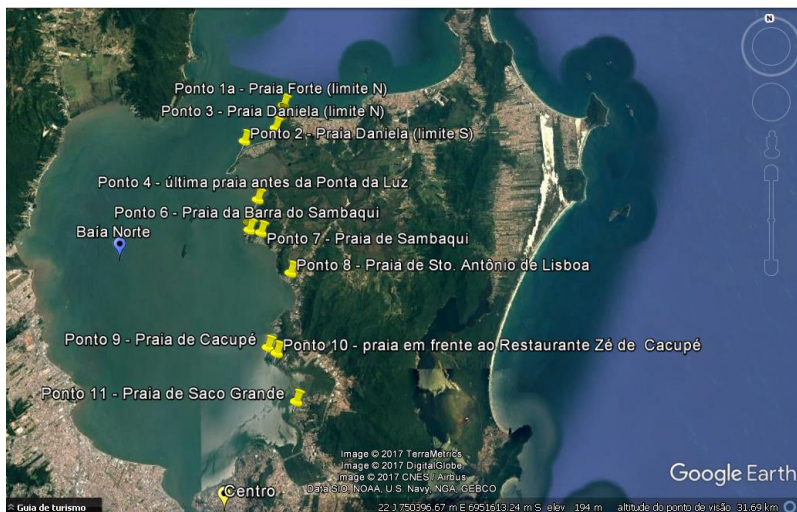 N
Ponto 1a - Praia Forte (limite N)
Ponto 3 - Praia Daniela (limite N)
Ponto 2 - Praia Daniela (limite S)
Ponto 4 - última praia antes da Ponta da Luz
Ponto 6 - Praia da Barra do Sambaqui
Baía Norte
Ponto 7 - Praia de Sambaqui
Ponto 8 - Praia de Sto. Antônio de Lisboa
Ponto 9 - Praia de Cacupé
Ponto 10 - praia em frente ao Restaurante Zé de Cacupé
Ponto 11 - Praia de Saco Grande
Image © 2017 TerraMetrics
Image © 2017 DigitalGlobe
Image © 2017 CNES / Airbus
Data SIO, NOAA, U.S. Navy, NGA, GEBCO
Google Earth
Centro
Guia de turismo
22 J 750396.67 m E 6951613.24 m S elev 194 m altitude do ponto de visão 31.69 km